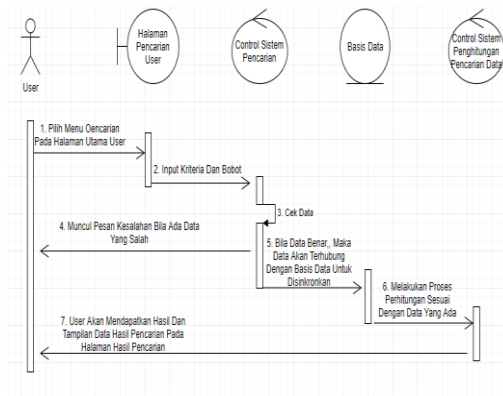 User
Halaman
Pencarian
User
Control Sistem
Pencarian
Basis Data
Control Sistem
Penghitungan
Pencarian Data
1. Pilih Menu Oencarian
Pada Halaman Utama User
2. Input Kriteria Dan Bobot
3. Cek Data
4. Muncul Pesan Kesalahan Bila Ada Data
Yang Salah
5. Bila Data Benar,, Maka
Data Akan Terhubung
Dengan Basis Data Untuk
Disinkronkan
6. Melakukan Proses
Perhitungan Sesuai
Dengan Data Yang Ada
7. User Akan Mendapatkan Hasil Dan
Tampilan Data Hasil Pencarian Pada
Halaman Hasil Pencarian